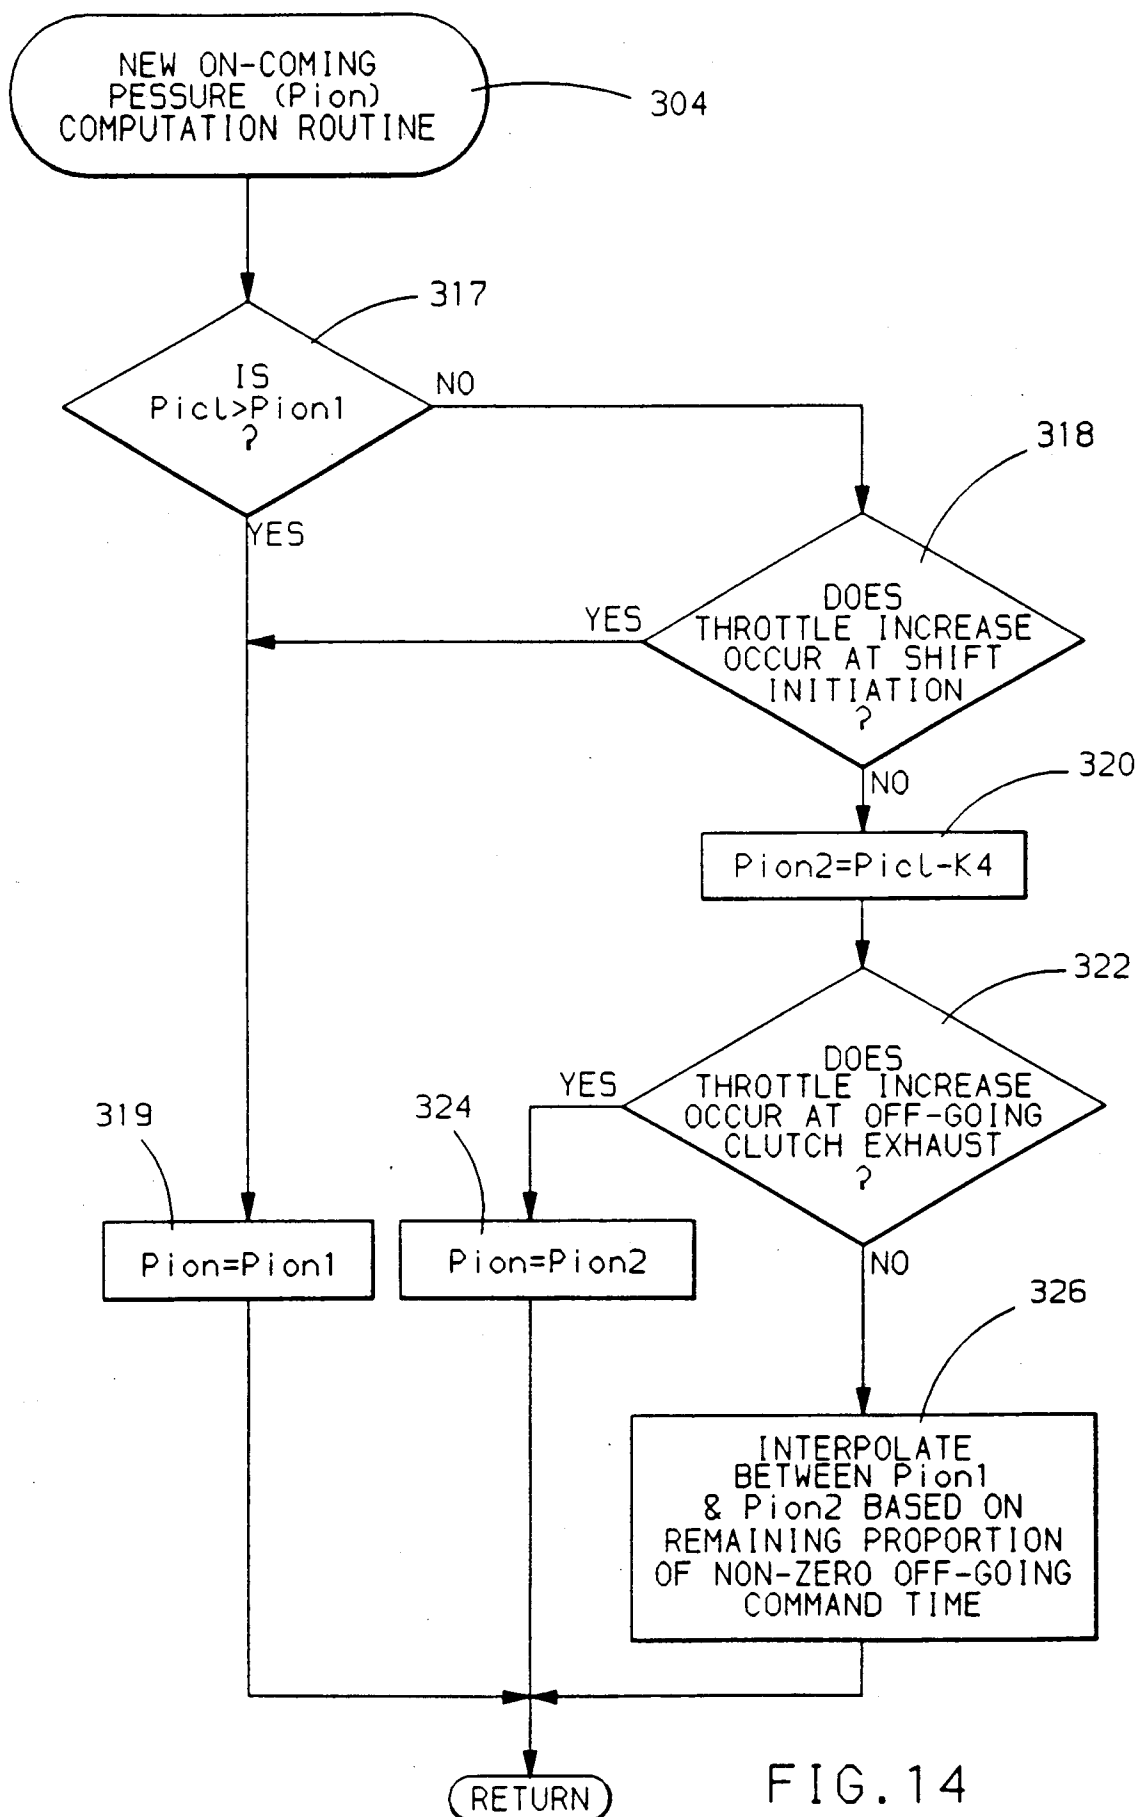 NEW ON-COMING
PESSURE (Pion)
COMPUTATION ROUTINE
304
317
IS
Picl>Pion1
?
NO
YES
318
DOES
THROTTLE INCREASE
OCCUR AT SHIFT
INITIATION
?
YES
NO
320
Pion2=Picl-K4
322
DOES
THROTTLE INCREASE
OCCUR AT OFF-GOING
CLUTCH EXHAUST
?
YES
NO
319
Pion=Pion1
324
Pion=Pion2
326
INTERPOLATE
BETWEEN Pion1
& Pion2 BASED ON
REMAINING PROPORTION
OF NON-ZERO OFF-GOING
COMMAND TIME
RETURN
FIG.14